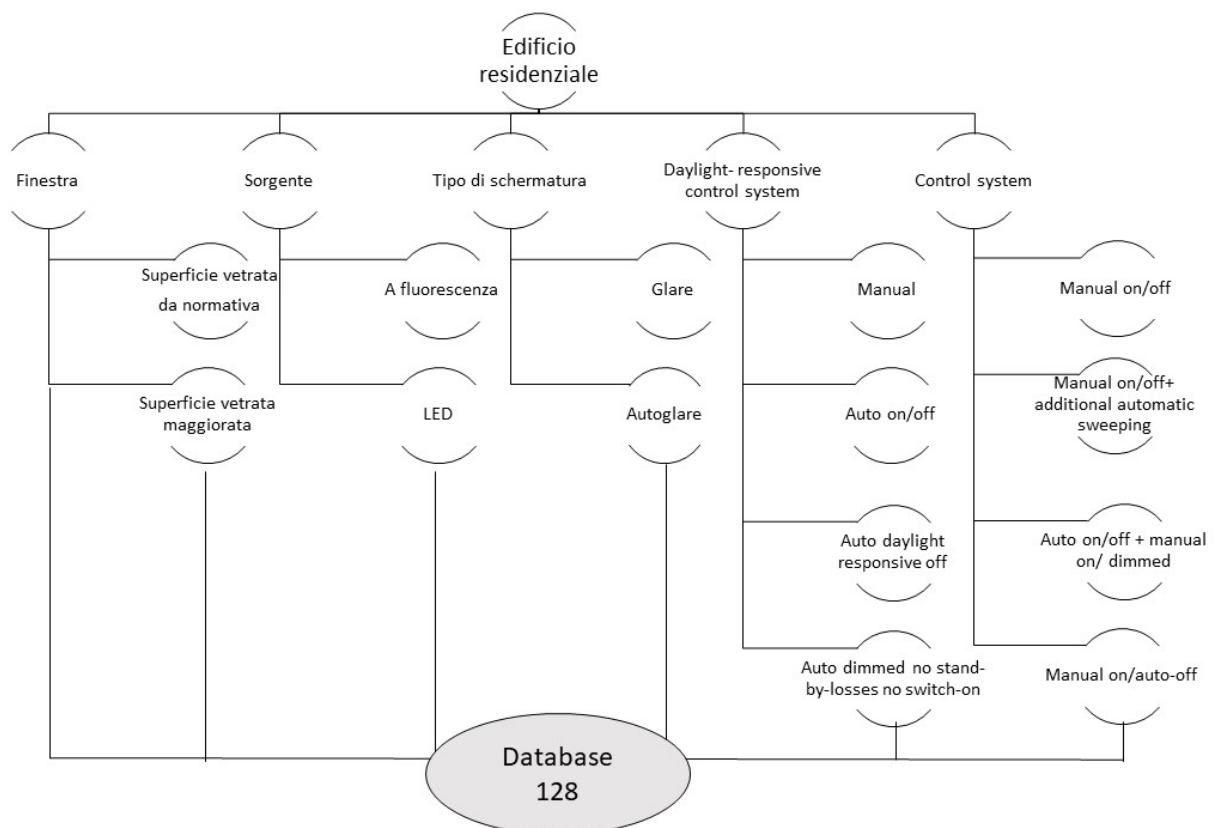 Edificio
residenziale
Finestra
Sorgente
Tipo di schermatura
Daylight- responsive
control system
Control system
Superficie vetrata
da normativa
A fluorescenza
Glare
Manual
Manual on/off
Superficie vetrata
maggiorata
LED
Autoglare
Auto on/off
Manual on/off+
additional automatic
sweeping
Auto daylight
responsive off
Auto on/off + manual
on/ dimmed
Auto dimmed no stand-
by-losses no switch-on
Manual on/auto-off
Database
128